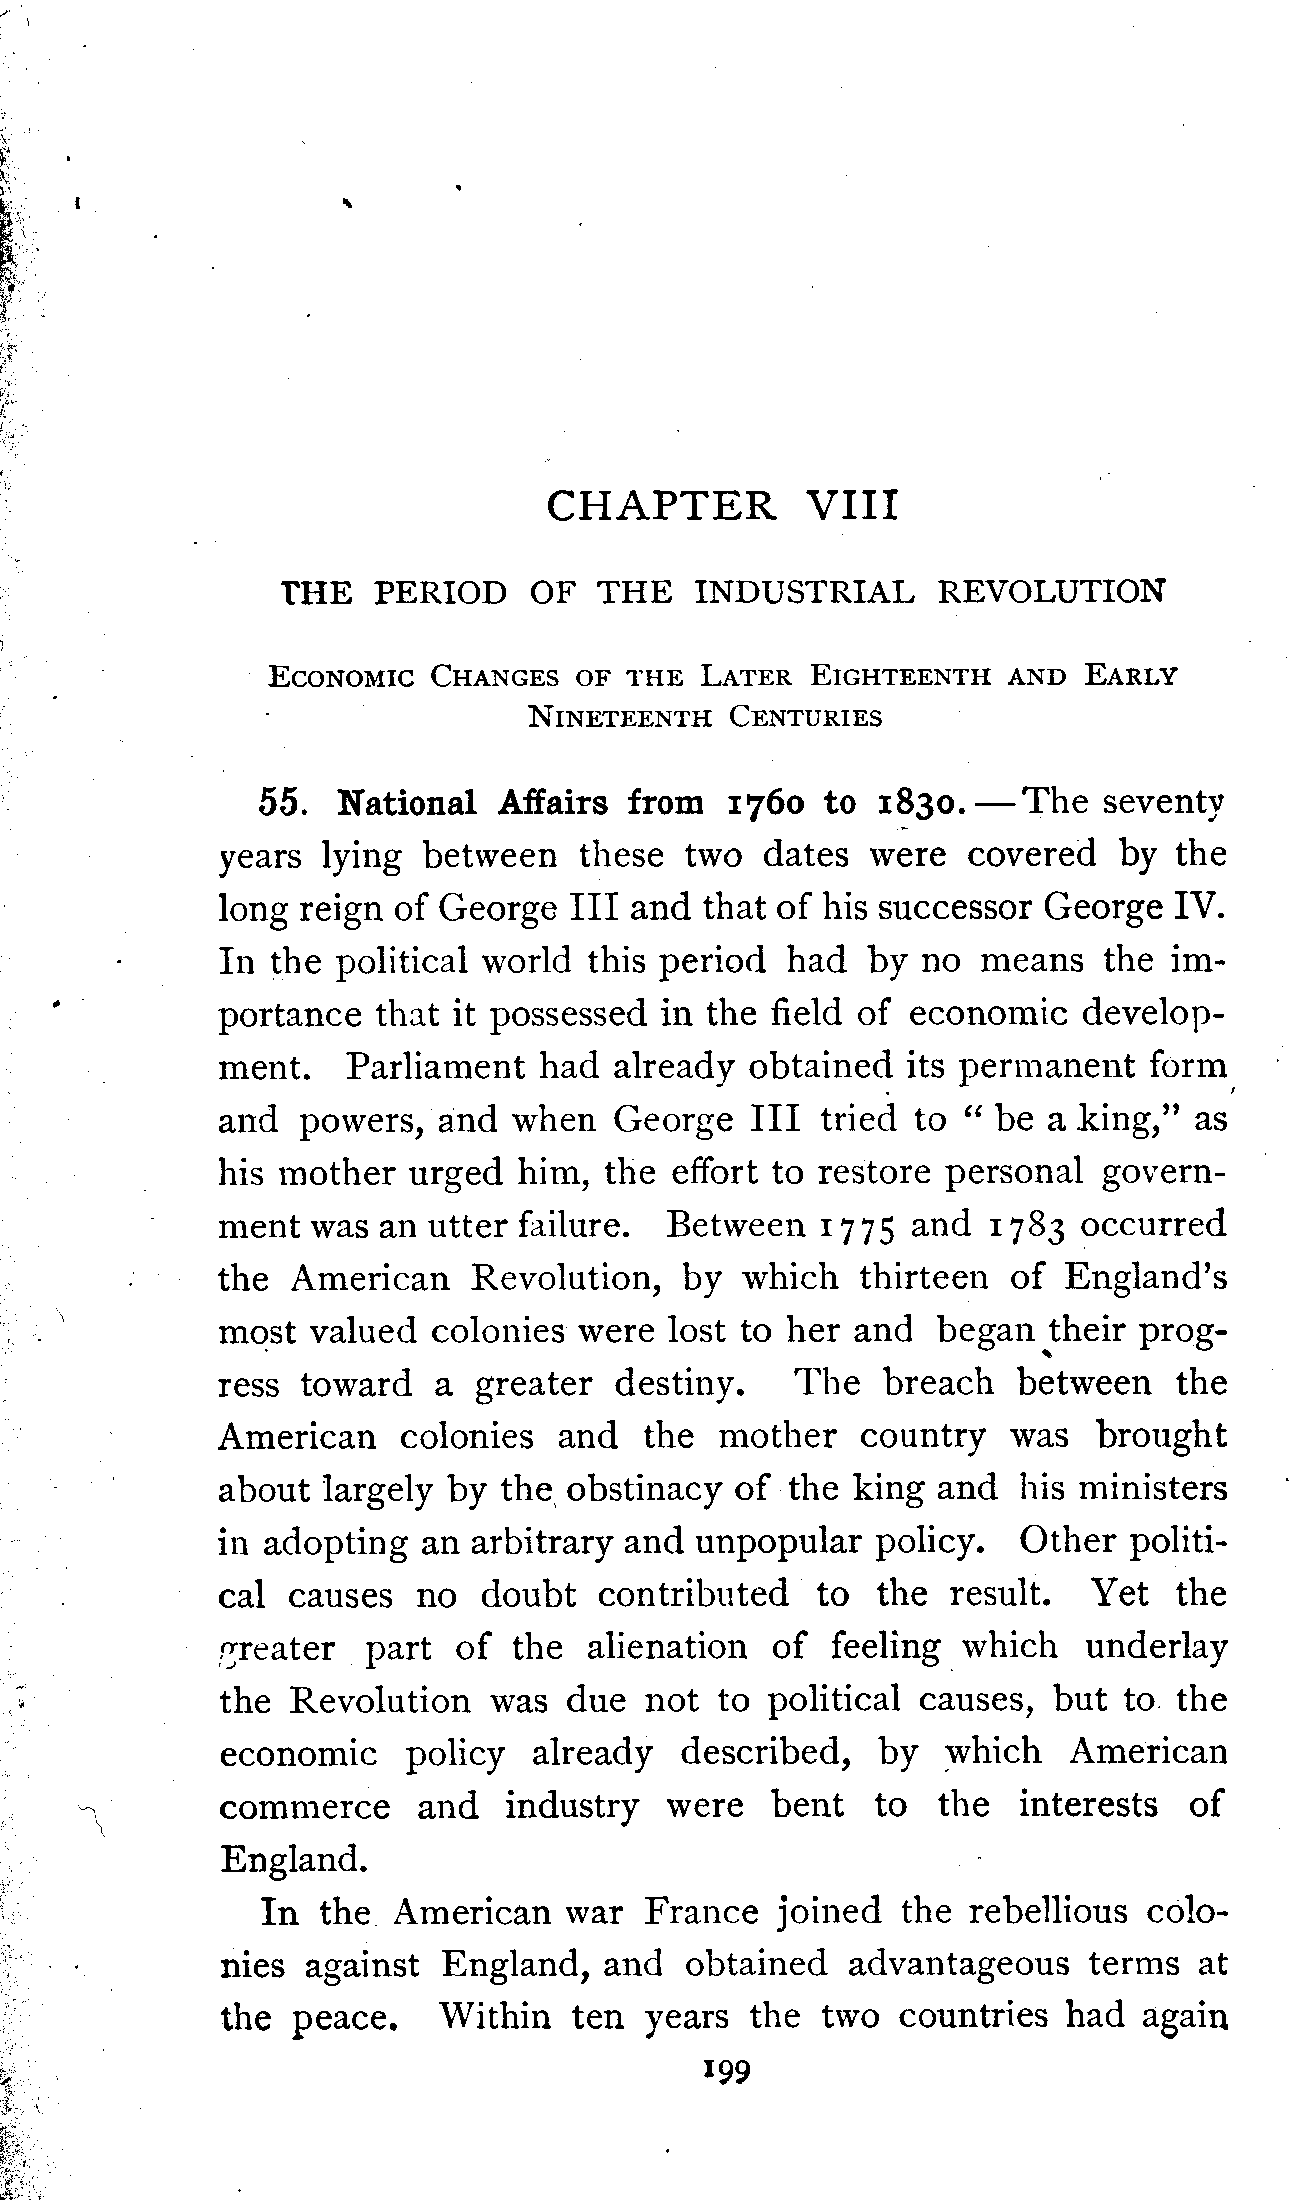 CHAPTER VIII
THE PERIOD OF THE INDUSTRIAL REVOLUTION
Economic Changes of the Later Eighteenth and Early
Nineteenth Centuries
55. National Affairs from 1760 to 1830. — The seventy
years lying between these two dates were covered by the
long reign of George III and that of his successor George IV.
In the political world this period had by no means the im-
portance that it possessed in the field of economic develop-
ment. Parliament had already obtained its permanent form
and powers, and when George III tried to “ be a king,” as
his mother urged him, the effort to restore personal govern-
ment was an utter failure. Between 1775 and 1783 occurred
the American Revolution, by which thirteen of England's
most valued colonies were lost to her and began their prog-
ress toward a greater destiny. The breach between the
American colonies and the mother country was brought
about largely by the obstinacy of the king and his ministers
in adopting an arbitrary and unpopular policy. Other politi-
cal causes no doubt contributed to the result. Yet the
greater part of the alienation of feeling which underlay
the Revolution was due not to political causes, but to the
economic policy already described, by which American
commerce and industry were bent to the interests of
England.
In the American war France joined the rebellious colo-
nies against England, and obtained advantageous terms at
the peace. Within ten years the two countries had again
199